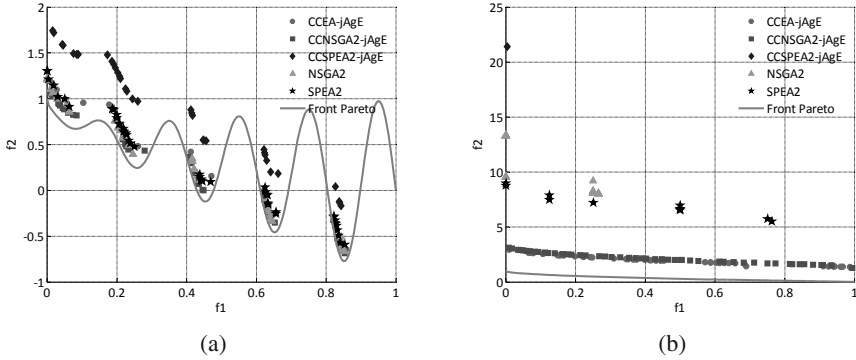 2
1.5
1
0.5
0
-0.5
-1
f2
0
0.2
0.4
0.6
0.8
1
f1
CCEA-jAgE
CCNSGA2-jAgE
CCSPEA2-jAgE
NSGA2
SPEA2
Front Pareto
(a)
25
20
15
10
5
0
f2
0
0.2
0.4
0.6
0.8
1
f1
CCEA-jAgE
CCNSGA2-jAgE
CCSPEA2-jAgE
NSGA2
SPEA2
Front Pareto
(b)